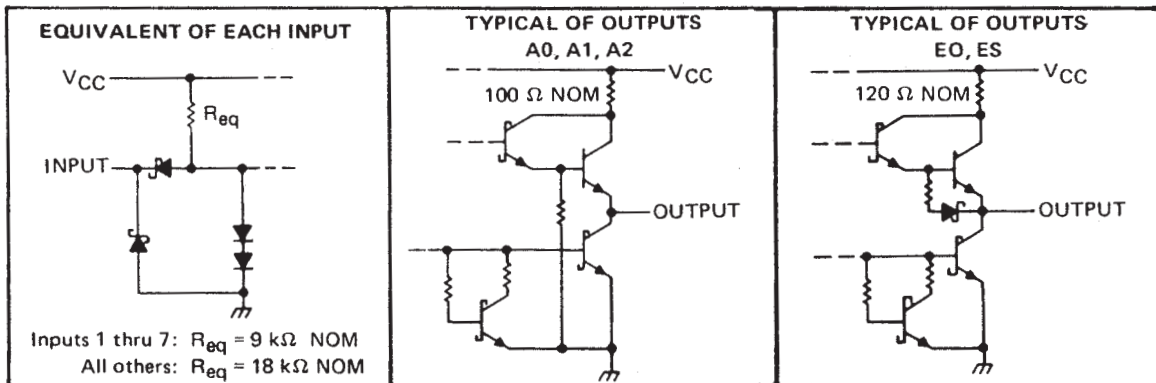 EQUIVALENT OF EACH INPUT
VCC
Req
INPUT
Inputs 1 thru 7: Req = 9 kΩ NOM
All others: Req = 18 kΩ NOM
TYPICAL OF OUTPUTS
A0, A1, A2
VCC
100 Ω NOM
OUTPUT
TYPICAL OF OUTPUTS
EO, ES
VCC
120 Ω NOM
OUTPUT